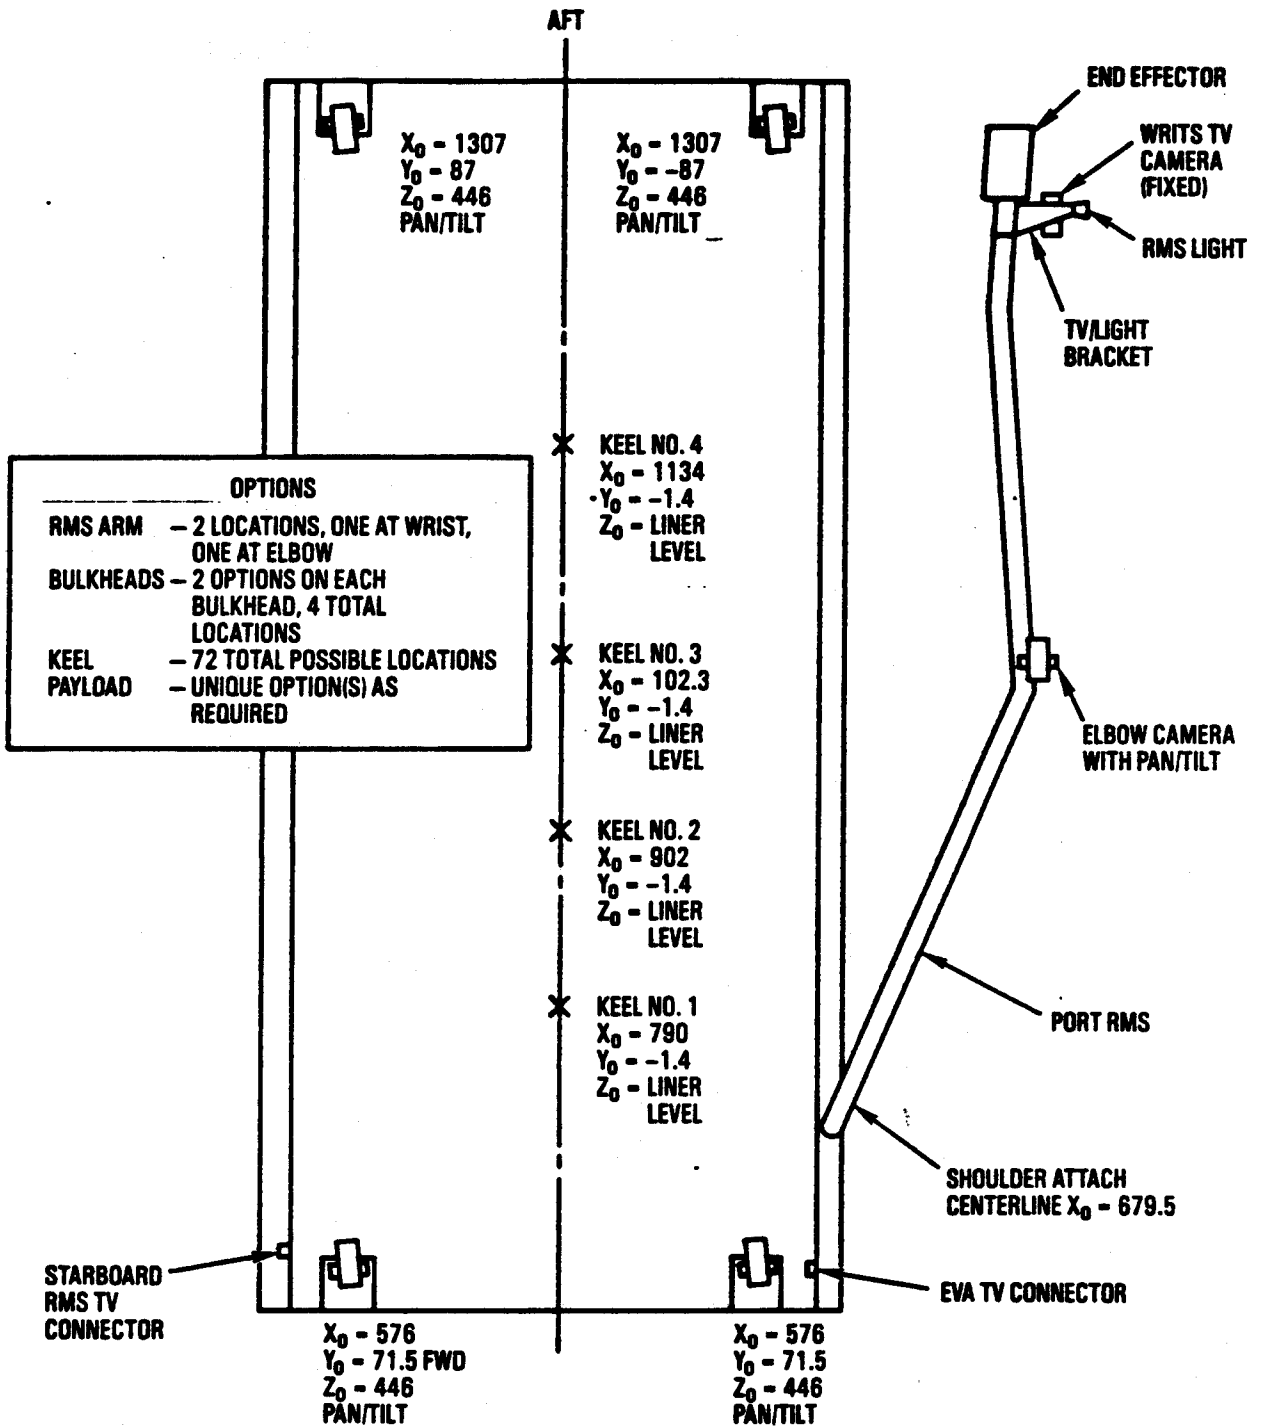 AFT
END EFFECTOR
WRITS TV
CAMERA
(FIXED)
RMS LIGHT
TV/LIGHT
BRACKET
X₀ = 1307
Y₀ = 87
Z₀ = 446
PAN/TILT
X₀ = 1307
Y₀ = -87
Z₀ = 446
PAN/TILT
KEEL NO. 4
X₀ = 1134
Y₀ = -1.4
Z₀ = LINER
LEVEL
OPTIONS
RMS ARM – 2 LOCATIONS, ONE AT WRIST,
ONE AT ELBOW
BULKHEADS – 2 OPTIONS ON EACH
BULKHEAD, 4 TOTAL
LOCATIONS
KEEL – 72 TOTAL POSSIBLE LOCATIONS
PAYLOAD – UNIQUE OPTION(S) AS
REQUIRED
KEEL NO. 3
X₀ = 102.3
Y₀ = -1.4
Z₀ = LINER
LEVEL
ELBOW CAMERA
WITH PAN/TILT
KEEL NO. 2
X₀ = 902
Y₀ = -1.4
Z₀ = LINER
LEVEL
KEEL NO. 1
X₀ = 790
Y₀ = -1.4
Z₀ = LINER
LEVEL
PORT RMS
SHOULDER ATTACH
CENTERLINE X₀ = 679.5
STARBOARD
RMS TV
CONNECTOR
EVA TV CONNECTOR
X₀ = 576
Y₀ = 71.5 FWD
Z₀ = 446
PAN/TILT
X₀ = 576
Y₀ = 71.5
Z₀ = 446
PAN/TILT